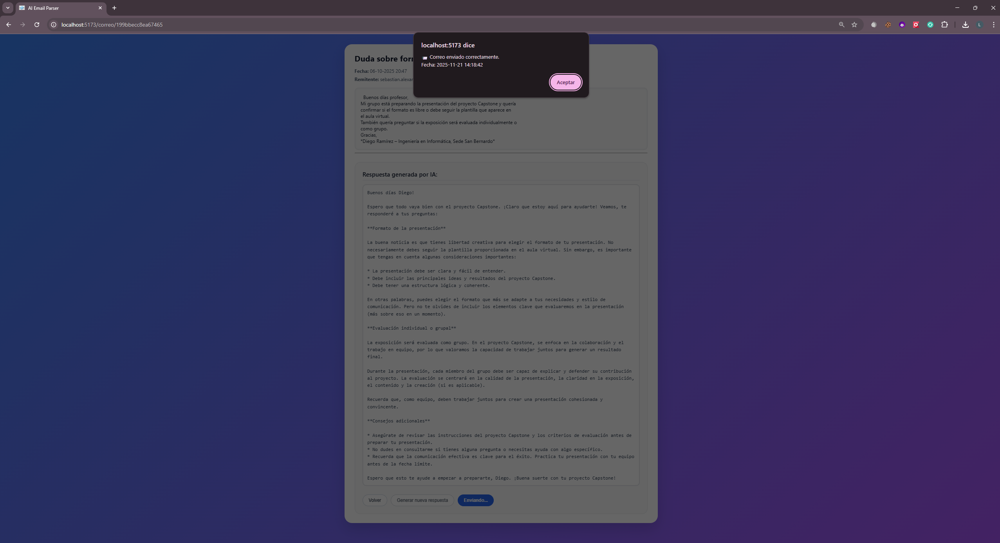 AI Email Parser
localhost:5173/correo/199bbecc8ea67465
L
localhost:5173 dice
Correo enviado correctamente.
Fecha: 2025-11-21 14:18:42
Aceptar
Duda sobre for
Fecha: 06-10-2025 20:47
Remitente: sebastian.alexar
Buenos días profesor,
Mi grupo está preparando la presentación del proyecto Capstone y quería
confirmar si el formato es libre o debe seguir la plantilla que aparece en
el aula virtual.
También quería preguntar si la exposición será evaluada individualmente o
como grupo.
Gracias,
*Diego Ramírez – Ingeniería en Informática, Sede San Bernardo*
Respuesta generada por IA:
Buenos días Diego!
Espero que todo vaya bien con el proyecto Capstone. ¡Claro que estoy aquí para ayudarte! Veamos, te
responderé a tus preguntas:
**Formato de la presentación**
La buena noticia es que tienes libertad creativa para elegir el formato de tu presentación. No
necesariamente debes seguir la plantilla proporcionada en el aula virtual. Sin embargo, es importante
que tengas en cuenta algunas consideraciones importantes:
* La presentación debe ser clara y fácil de entender.
* Debe incluir las principales ideas y resultados del proyecto Capstone.
* Debe tener una estructura lógica y coherente.
En otras palabras, puedes elegir el formato que más se adapte a tus necesidades y estilo de
comunicación. Pero no te olvides de incluir los elementos clave que evaluaremos en la presentación
(más sobre eso en un momento).
**Evaluación individual o grupal**
La exposición será evaluada como grupo. En el proyecto Capstone, se enfoca en la colaboración y el
trabajo en equipo, por lo que valoramos la capacidad de trabajar juntos para generar un resultado
final.
Durante la presentación, cada miembro del grupo debe ser capaz de explicar y defender su contribución
al proyecto. La evaluación se centrará en la calidad de la presentación, la claridad en la exposición,
el contenido y la creación (si es aplicable).
Recuerda que, como equipo, deben trabajar juntos para crear una presentación cohesionada y
convincente.
**Consejos adicionales**
* Asegúrate de revisar las instrucciones del proyecto Capstone y los criterios de evaluación antes de
preparar tu presentación.
* No dudes en consultarme si tienes alguna pregunta o necesitas ayuda con algo específico.
* Recuerda que la comunicación efectiva es clave para el éxito. Practica tu presentación con tu equipo
antes de la fecha límite.
Espero que esto te ayude a empezar a prepararte, Diego. ¡Buena suerte con tu proyecto Capstone!
Volver
Generar nueva respuesta
Enviando...